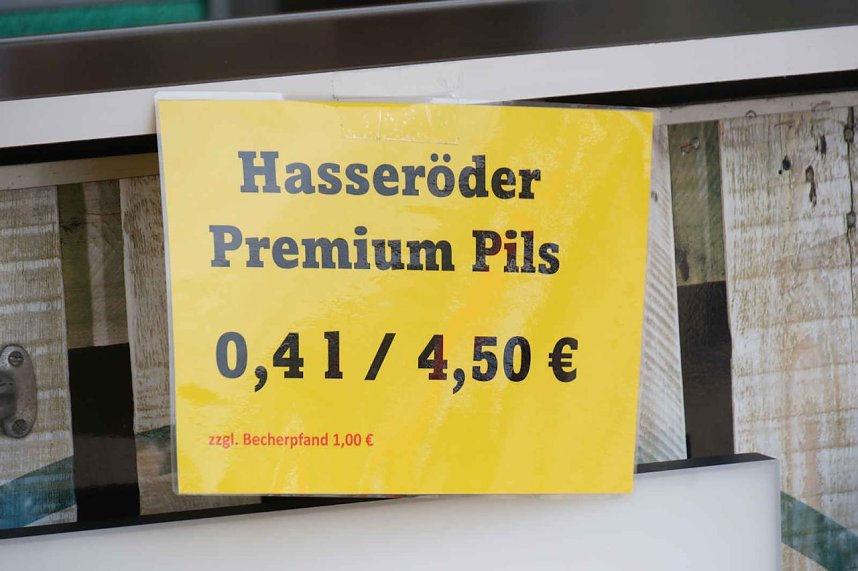 Hasseröder
Premium Pils
0,4 l / 4,50 €
zzgl. Becherpfand 1,00 €